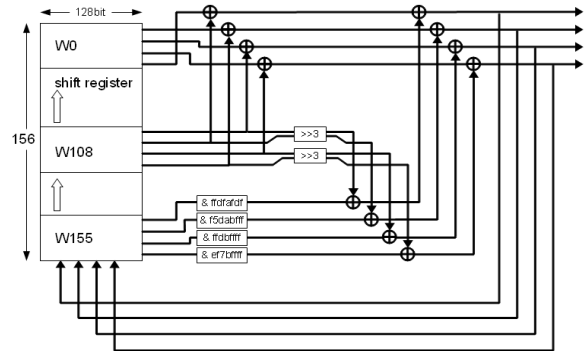 128bit
W0
shift register
156
W108
>>3
>>3
& ffdfafdf
W155
& f5dabfff
& ffdbffff
& ef7bffff